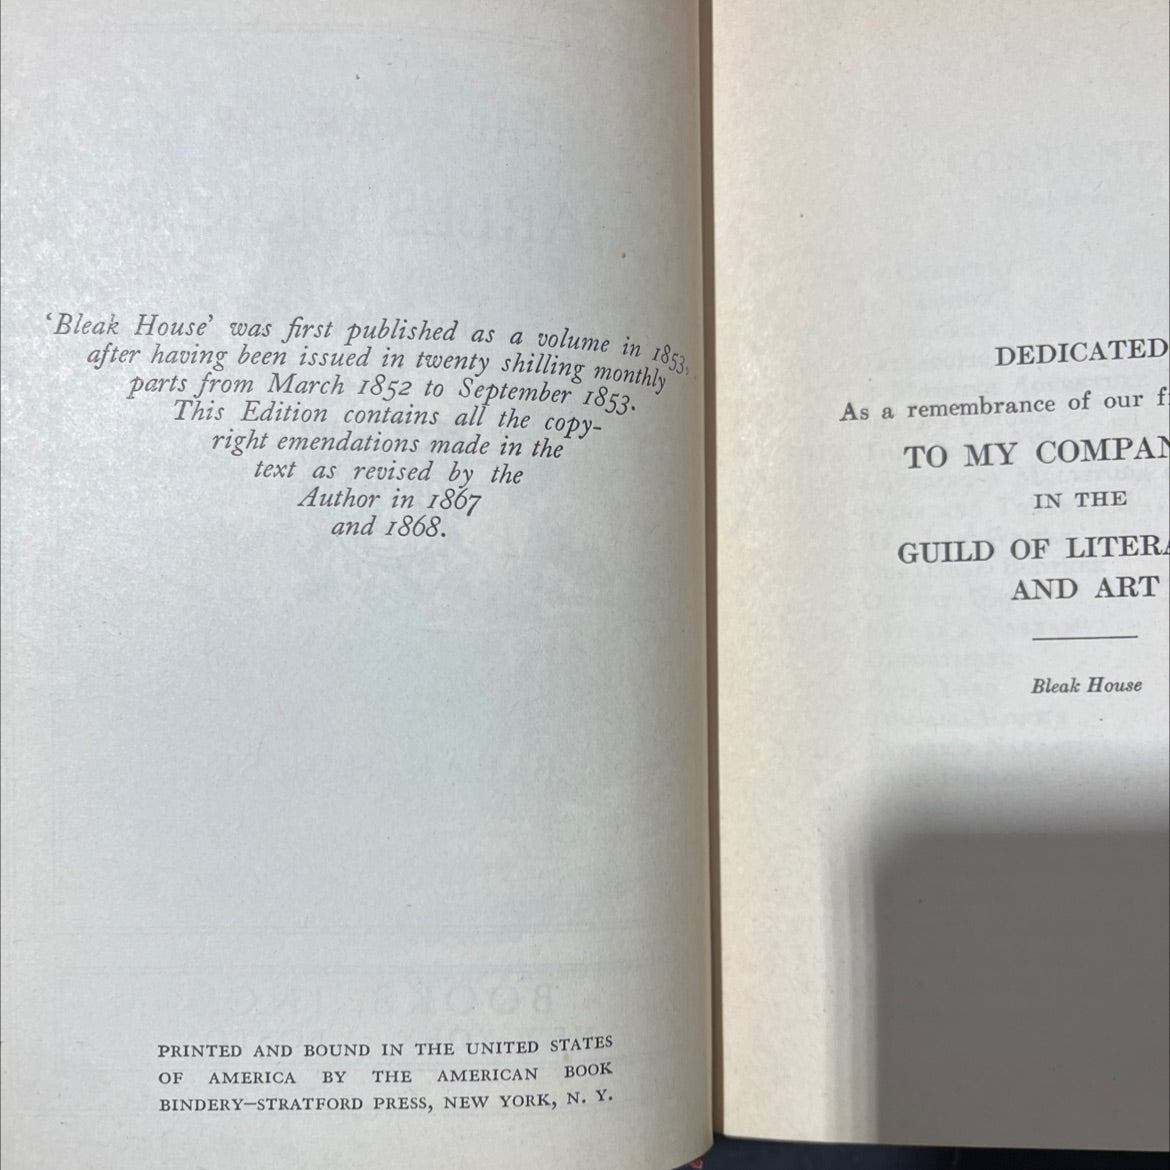 ‘Bleak House’ was first published as a volume in 1853,
after having been issued in twenty shilling monthly
parts from March 1852 to September 1853.
This Edition contains all the copy-
right emendations made in the
text as revised by the
Author in 1867
and 1868.
PRINTED AND BOUND IN THE UNITED STATES
OF AMERICA BY THE AMERICAN BOOK
BINDERY—STRATFORD PRESS, NEW YORK, N. Y.
DEDICATED
As a remembrance of our
TO MY
IN THE
GUILD OF
AND ART
Bleak House